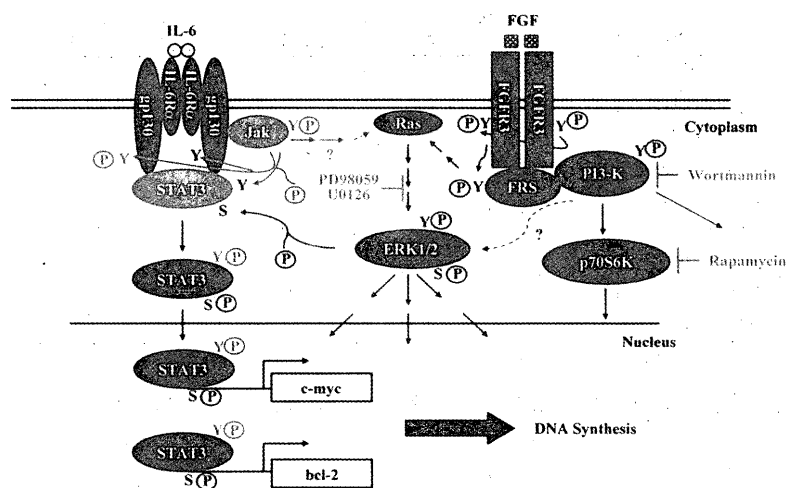 IL-6
FGF
gp130
IL-6Rα
IL-6Rα
gp130
FGFR3
FGFR3
Jak
Y P
?
Ras
P Y
Y P
Cytoplasm
P Y
Y
Y
P
STAT3
S
PD98059
U0126
P Y
FRS
PI3-K
Y P
Wortmannin
P
Y P
ERK1/2
S P
?
p70S6K
Rapamycin
Y P
STAT3
S P
Nucleus
Y P
STAT3
S P
c-myc
DNA Synthesis
Y P
STAT3
S P
bcl-2